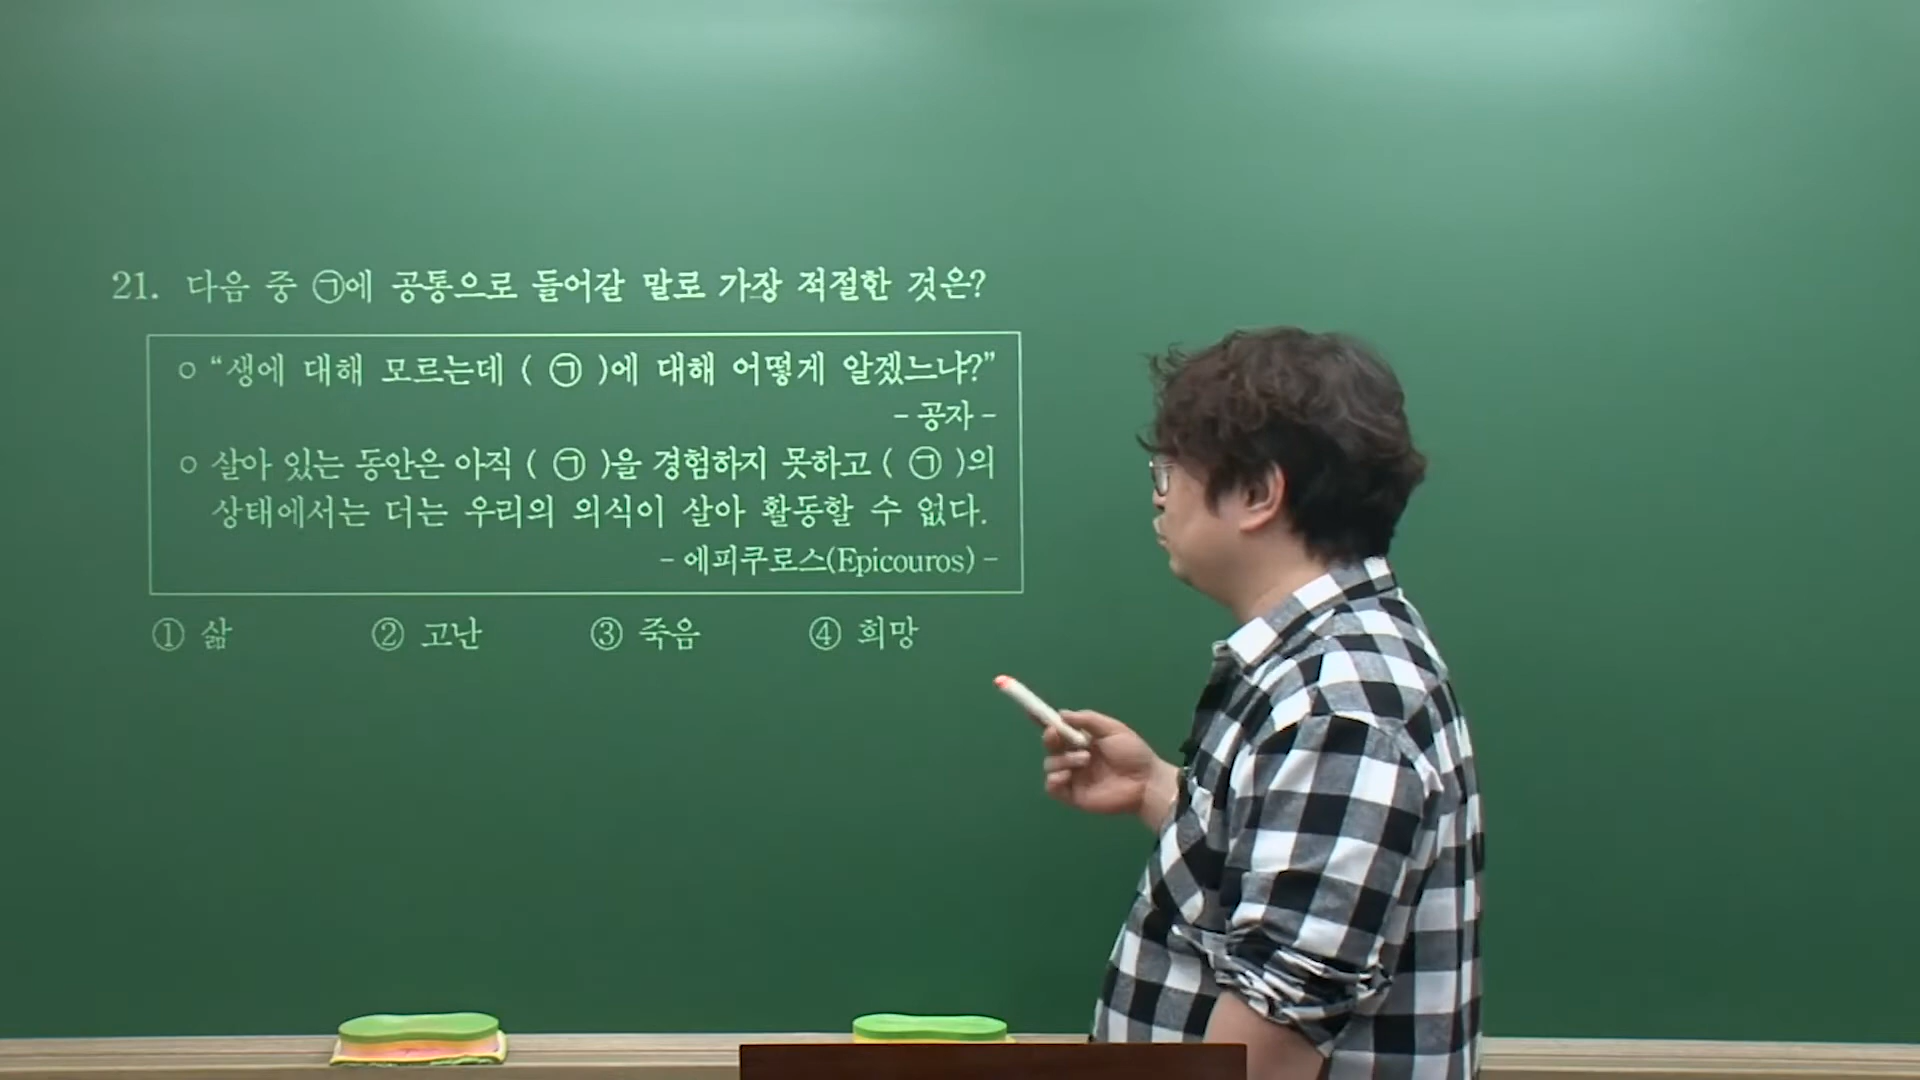 21. 다음 중 ㉠에 공통으로 들어갈 말로 가장 적절한 것은?
○ “생에 대해 모르는데 ( ㉠ )에 대해 어떻게 알겠느냐?”
- 공자 -
○ 살아 있는 동안은 아직 ( ㉠ )을 경험하지 못하고 ( ㉠ )의
상태에서는 더는 우리의 의식이 살아 활동할 수 없다.
- 에피쿠로스(Epicouros) -
① 삶 ② 고난 ③ 죽음 ④ 희망